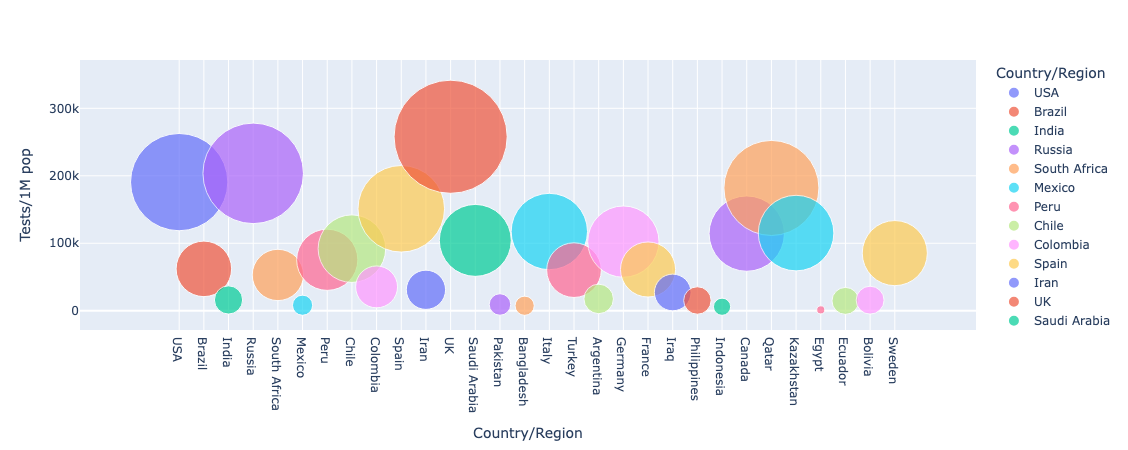 Tests/1M pop
300k
200k
100k
0
USA
Brazil
India
Russia
South Africa
Mexico
Peru
Chile
Colombia
Spain
Iran
UK
Saudi Arabia
Pakistan
Bangladesh
Italy
Turkey
Argentina
Germany
France
Iraq
Philippines
Indonesia
Canada
Qatar
Kazakhstan
Egypt
Ecuador
Bolivia
Sweden
Country/Region
Country/Region
USA
Brazil
India
Russia
South Africa
Mexico
Peru
Chile
Colombia
Spain
Iran
UK
Saudi Arabia